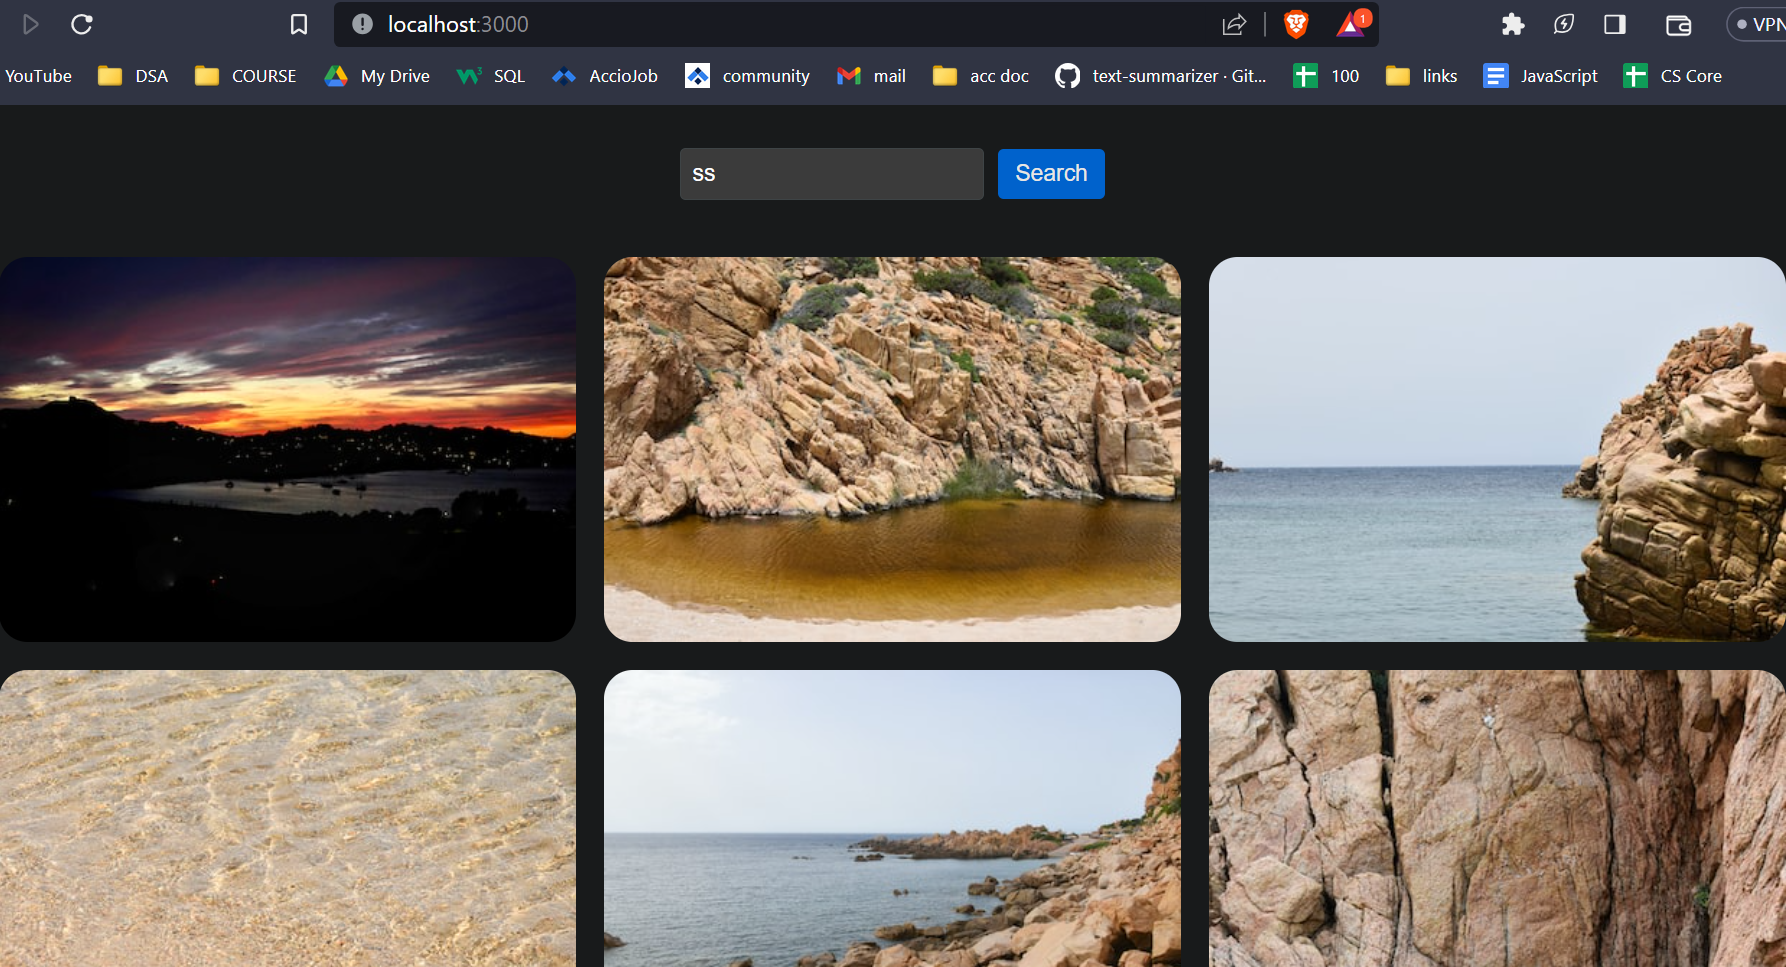 localhost:3000
1
VPN
YouTube DSA COURSE My Drive W3 SQL AccioJob community mail acc doc text-summarizer · Git... 100 links JavaScript CS Core
ss Search